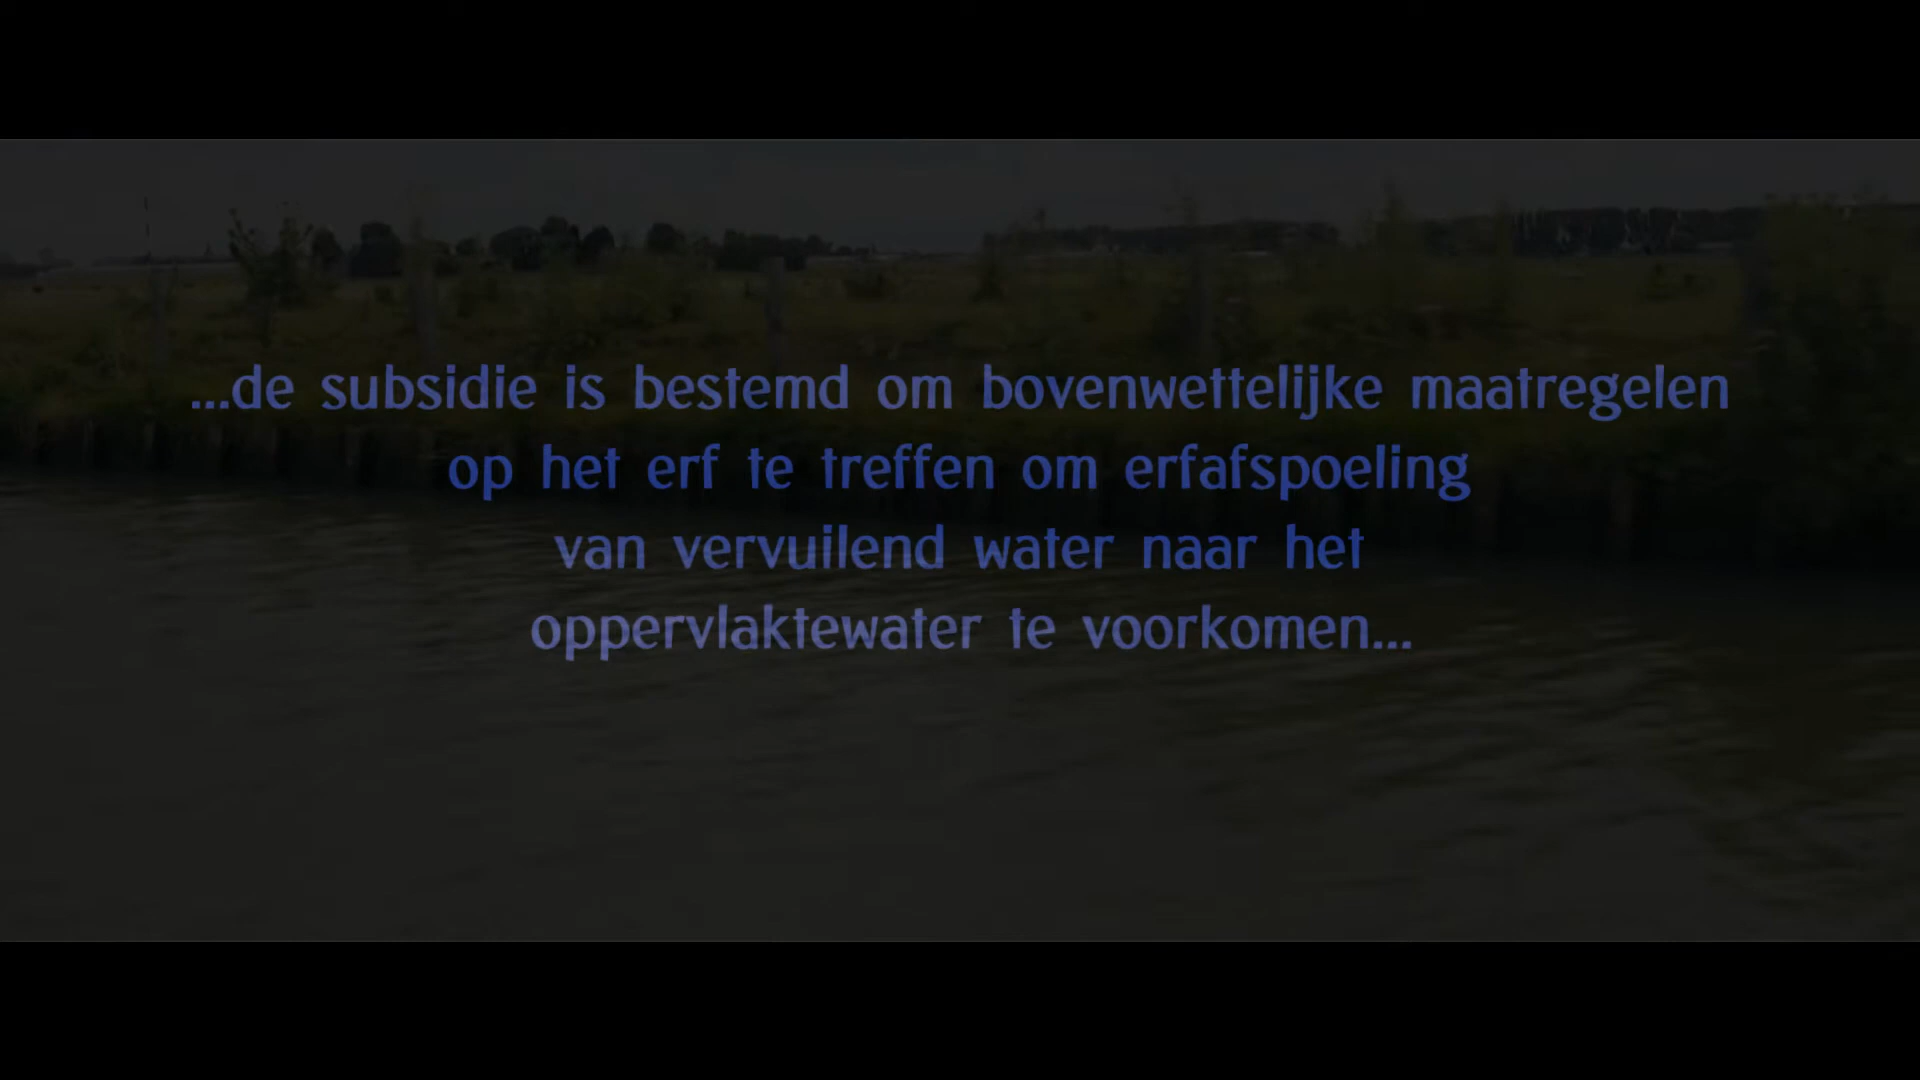 ...de subsidie is bestemd om bovenwettelijke maatregelen
op het erf te treffen om erfafspoeling
van vervuilend water naar het
oppervlaktewater te voorkomen...